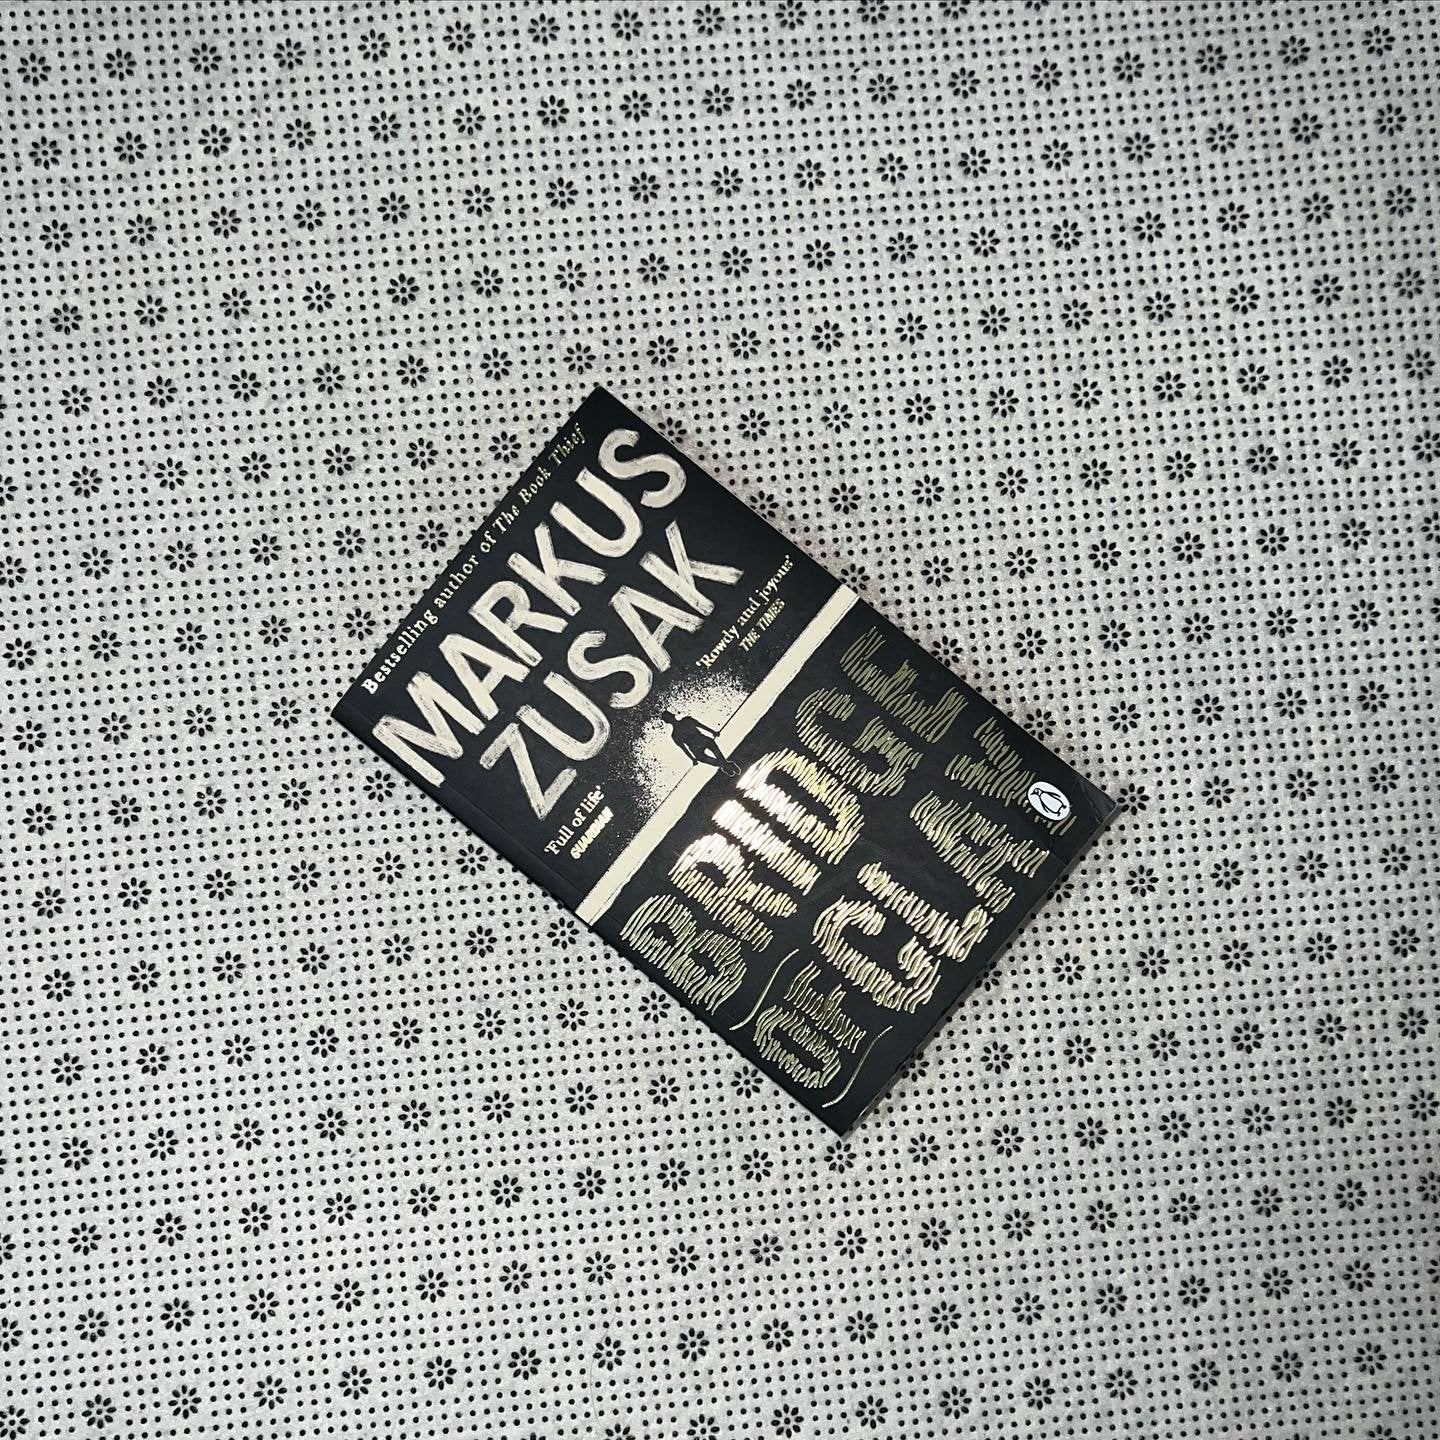 Bestselling author of The Book Thief
MARKUS
ZUSAK
'Full of life'
GUARDIAN
'Rowdy and joyous'
THE TIMES
BRIDGE
OF
CLAY